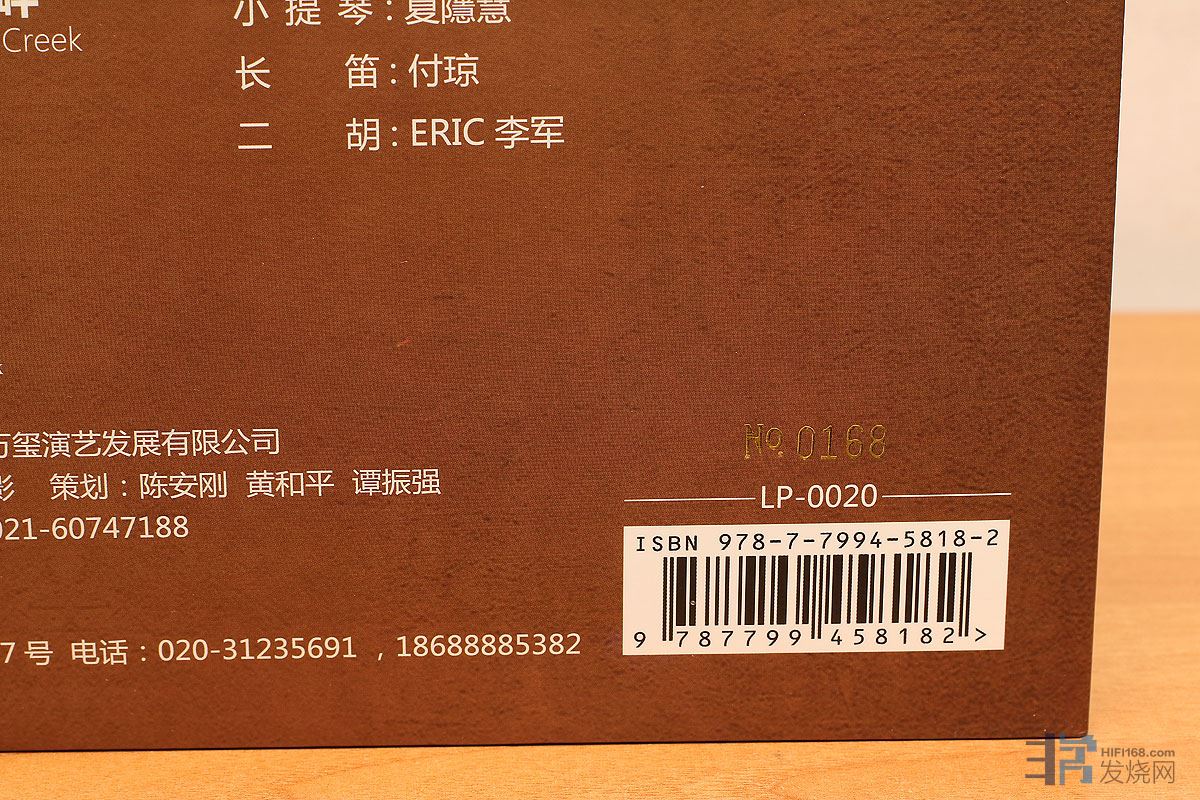 小提琴：夏隱慧
Creek
长笛：付琼
二胡：ERIC 李军
玺演艺发展有限公司
No.0168
策划：陈安刚 黄和平 谭振强
LP-0020
021-60747188
ISBN 978-7-7994-5818-2
9 787799 458182 >
7号 电话：020-31235691 ，18688885382
HIFI168.com
发烧网